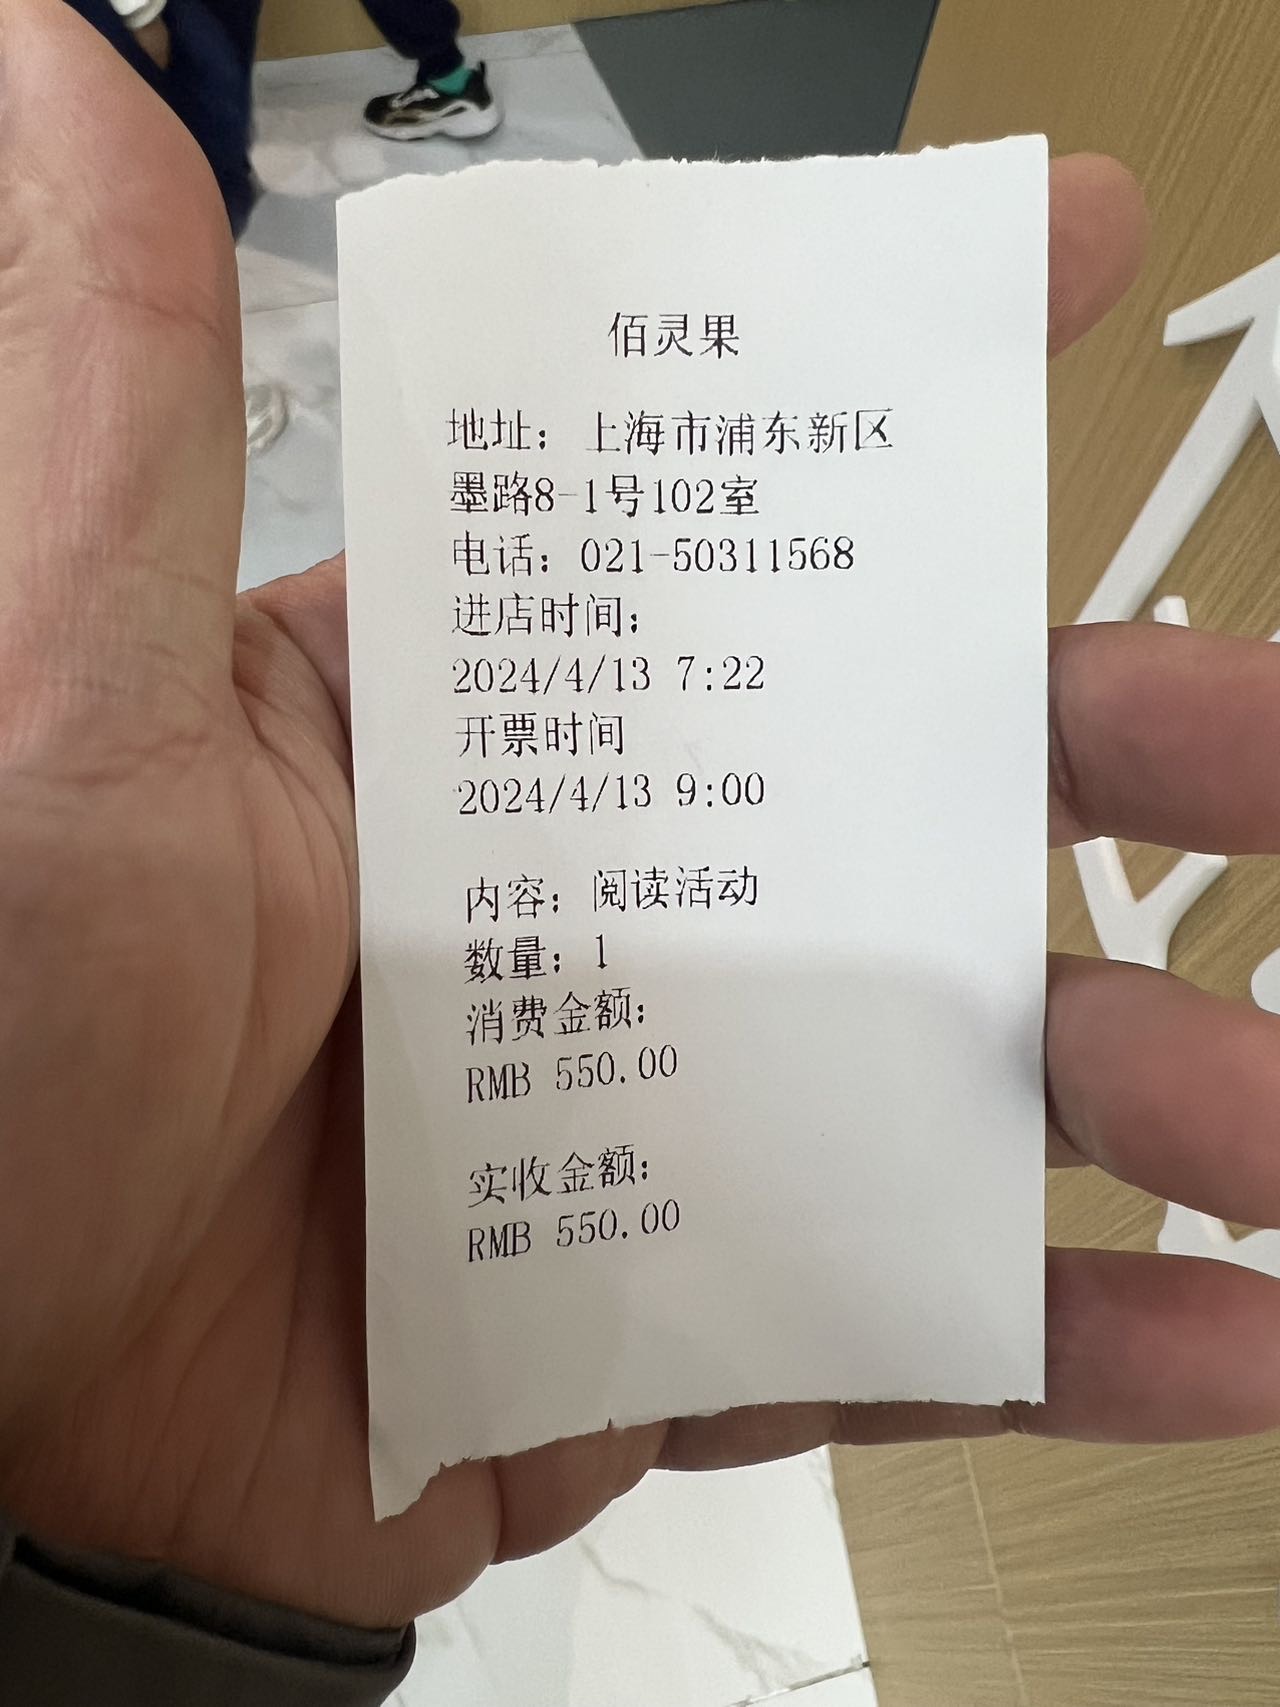 佰灵果
地址：上海市浦东新区
墨路8-1号102室
电话：021-50311568
进店时间：
2024/4/13 7:22
开票时间
2024/4/13 9:00
内容：阅读活动
数量：1
消费金额：
RMB 550.00
实收金额：
RMB 550.00